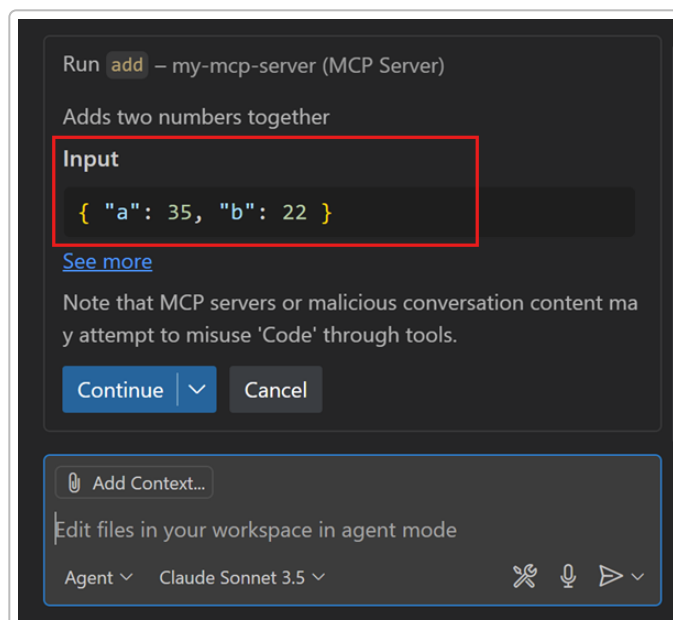 Run add – my-mcp-server (MCP Server)
Adds two numbers together
Input
{ "a": 35, "b": 22 }
See more
Note that MCP servers or malicious conversation content ma
y attempt to misuse 'Code' through tools.
Continue
Cancel
Add Context...
Edit files in your workspace in agent mode
Agent
Claude Sonnet 3.5